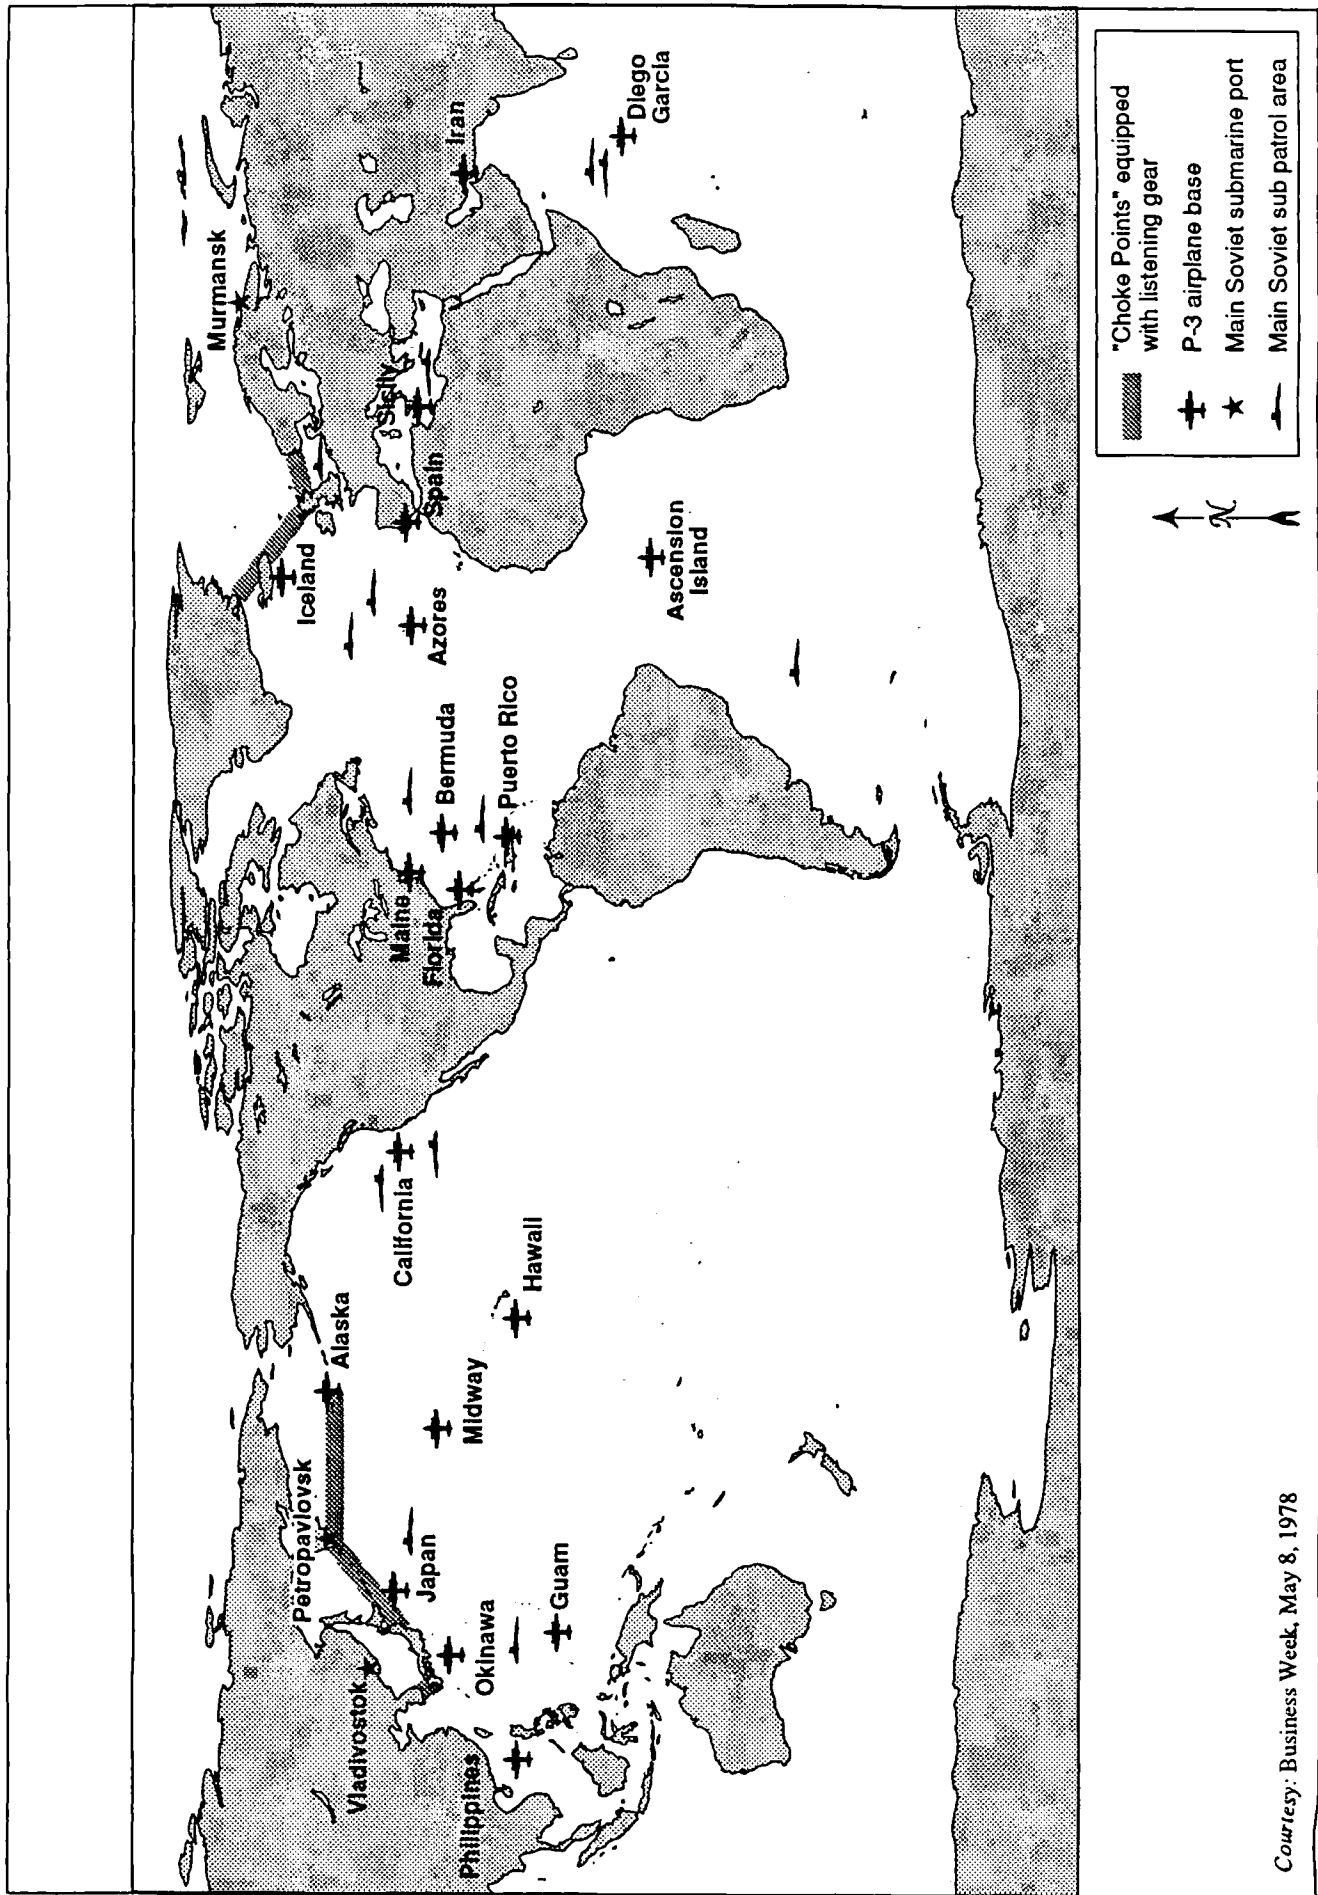 Murmansk
Iceland
Sicily
Spain
Azores
Iran
Diego
Garcia
Ascension
Island
Bermuda
Puerto Rico
Maine
Florida
California
Hawaii
Alaska
Midway
Petropavlovsk
Japan
Vladivostok
Okinawa
Guam
Philippines
"Choke Points" equipped
with listening gear
P-3 airplane base
Main Soviet submarine port
Main Soviet sub patrol area
N
Courtesy: Business Week, May 8, 1978